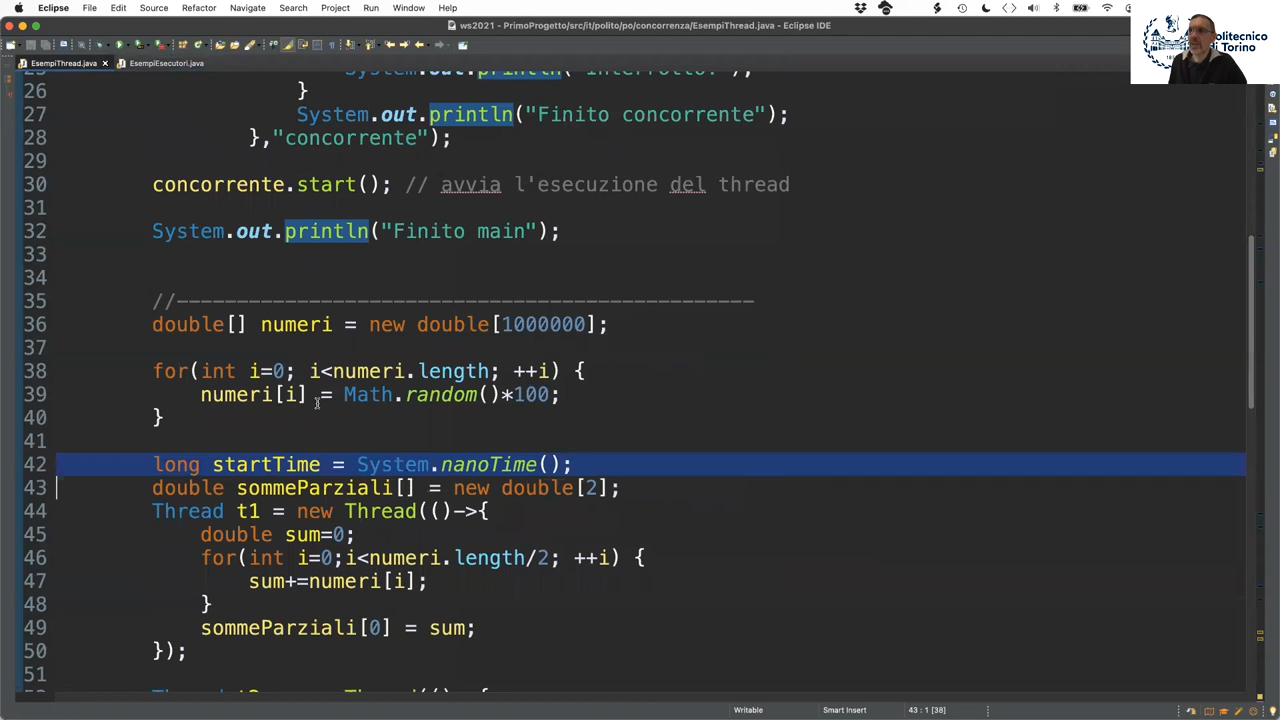 Eclipse File Edit Source Refactor Navigate Search Project Run Window Help
ws2021 - PrimoProgetto/src/it/polito/po/concorrenza/EsempiThread.java - Eclipse IDE
Politecnico
di Torino
EsempiThread.java EsempiEsecutori.java
25 System.out.println("Interrotto!");
26 }
27 System.out.println("Finito concorrente");
28 },"concorrente");
29
30 concorrente.start(); // avvia l'esecuzione del thread
31
32 System.out.println("Finito main");
33
34
35 //------------------------------------------------
36 double[] numeri = new double[1000000];
37
38 for(int i=0; i<numeri.length; ++i) {
39 numeri[i] = Math.random()*100;
40 }
41
42 long startTime = System.nanoTime();
43 double sommeParziali[] = new double[2];
44 Thread t1 = new Thread(()->{
45 double sum=0;
46 for(int i=0;i<numeri.length/2; ++i) {
47 sum+=numeri[i];
48 }
49 sommeParziali[0] = sum;
50 });
51
Writable Smart Insert 43 : 1 [38]